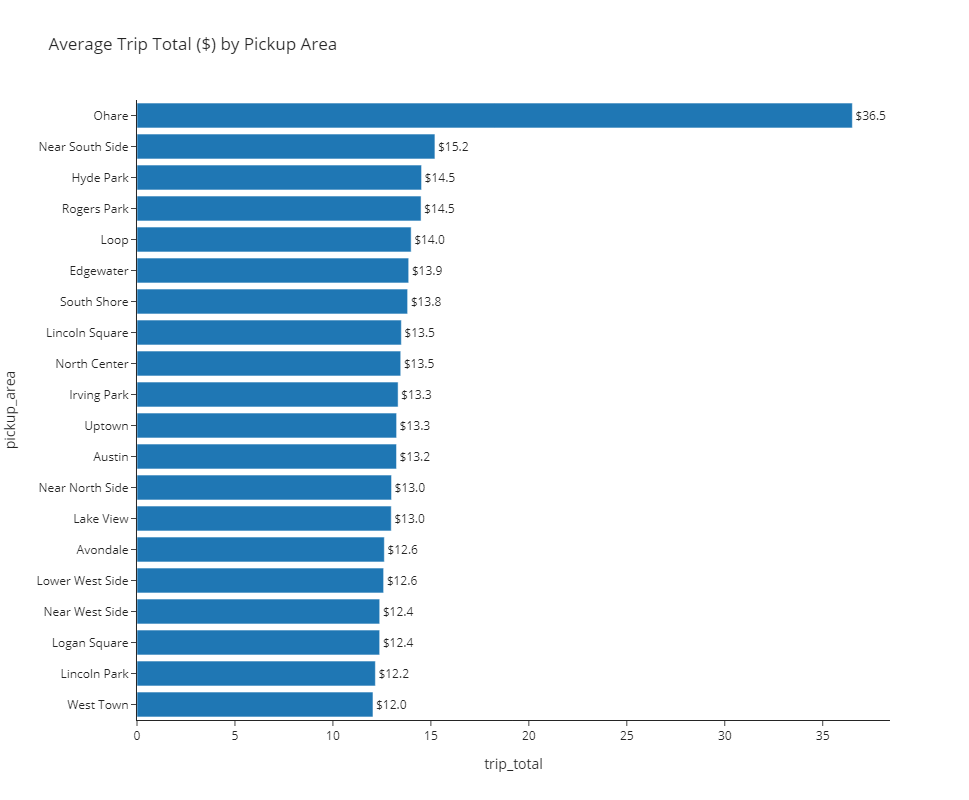 Average Trip Total ($) by Pickup Area
Ohare $36.5
Near South Side $15.2
Hyde Park $14.5
Rogers Park $14.5
Loop $14.0
Edgewater $13.9
South Shore $13.8
Lincoln Square $13.5
North Center $13.5
Irving Park $13.3
Uptown $13.3
Austin $13.2
Near North Side $13.0
Lake View $13.0
Avondale $12.6
Lower West Side $12.6
Near West Side $12.4
Logan Square $12.4
Lincoln Park $12.2
West Town $12.0
0 5 10 15 20 25 30 35
trip_total
pickup_area